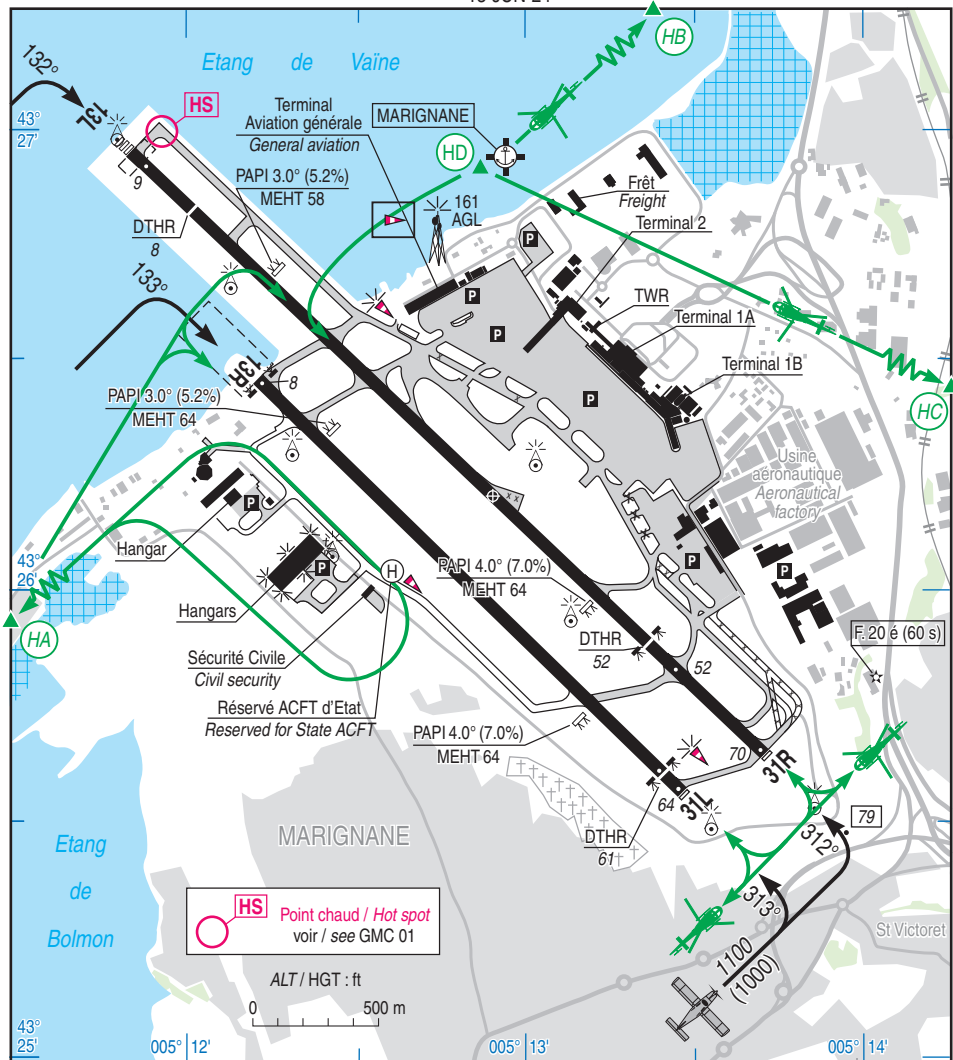 132°
13L
Etang de Vaïne
HB
HS
Terminal
Aviation générale
General aviation
MARIGNANE
HD
43°
27'
PAPI 3.0° (5.2%)
MEHT 58
Frêt
Freight
161
AGL
Terminal 2
9
DTHR
8
P
P
TWR
Terminal 1A
133°
P
Terminal 1B
13R
8
PAPI 3.0° (5.2%)
MEHT 64
P
HC
Usine
aéronautique
Aeronautical
factory
P
x x
Hangar
43°
26'
P
H
PAPI 4.0° (7.0%)
MEHT 64
P
P
Hangars
HA
F. 20 é (60 s)
DTHR
52
52
Sécurité Civile
Civil security
Réservé ACFT d'Etat
Reserved for State ACFT
PAPI 4.0° (7.0%)
MEHT 64
70
31R
64
31L
DTHR
61
79
312°
MARIGNANE
Etang
de
Bolmon
313°
HS
Point chaud / Hot spot
voir / see GMC 01
St Victoret
1100
(1000)
ALT / HGT : ft
0 500 m
43°
25'
005° 12'
005° 13'
005° 14'